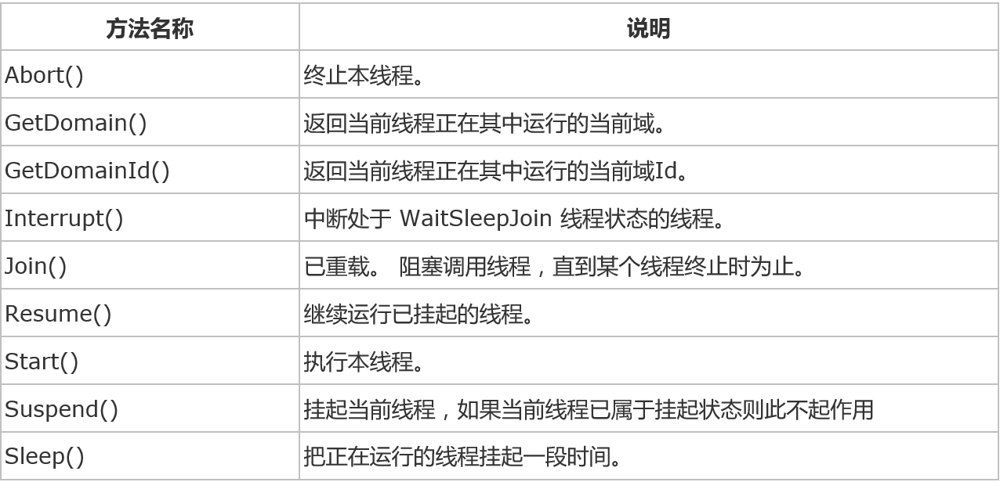 方法名称 说明
Abort() 终止本线程。
GetDomain() 返回当前线程正在其中运行的当前域。
GetDomainId() 返回当前线程正在其中运行的当前域Id。
Interrupt() 中断处于 WaitSleepJoin 线程状态的线程。
Join() 已重载。 阻塞调用线程，直到某个线程终止时为止。
Resume() 继续运行已挂起的线程。
Start() 执行本线程。
Suspend() 挂起当前线程，如果当前线程已属于挂起状态则此不起作用
Sleep() 把正在运行的线程挂起一段时间。